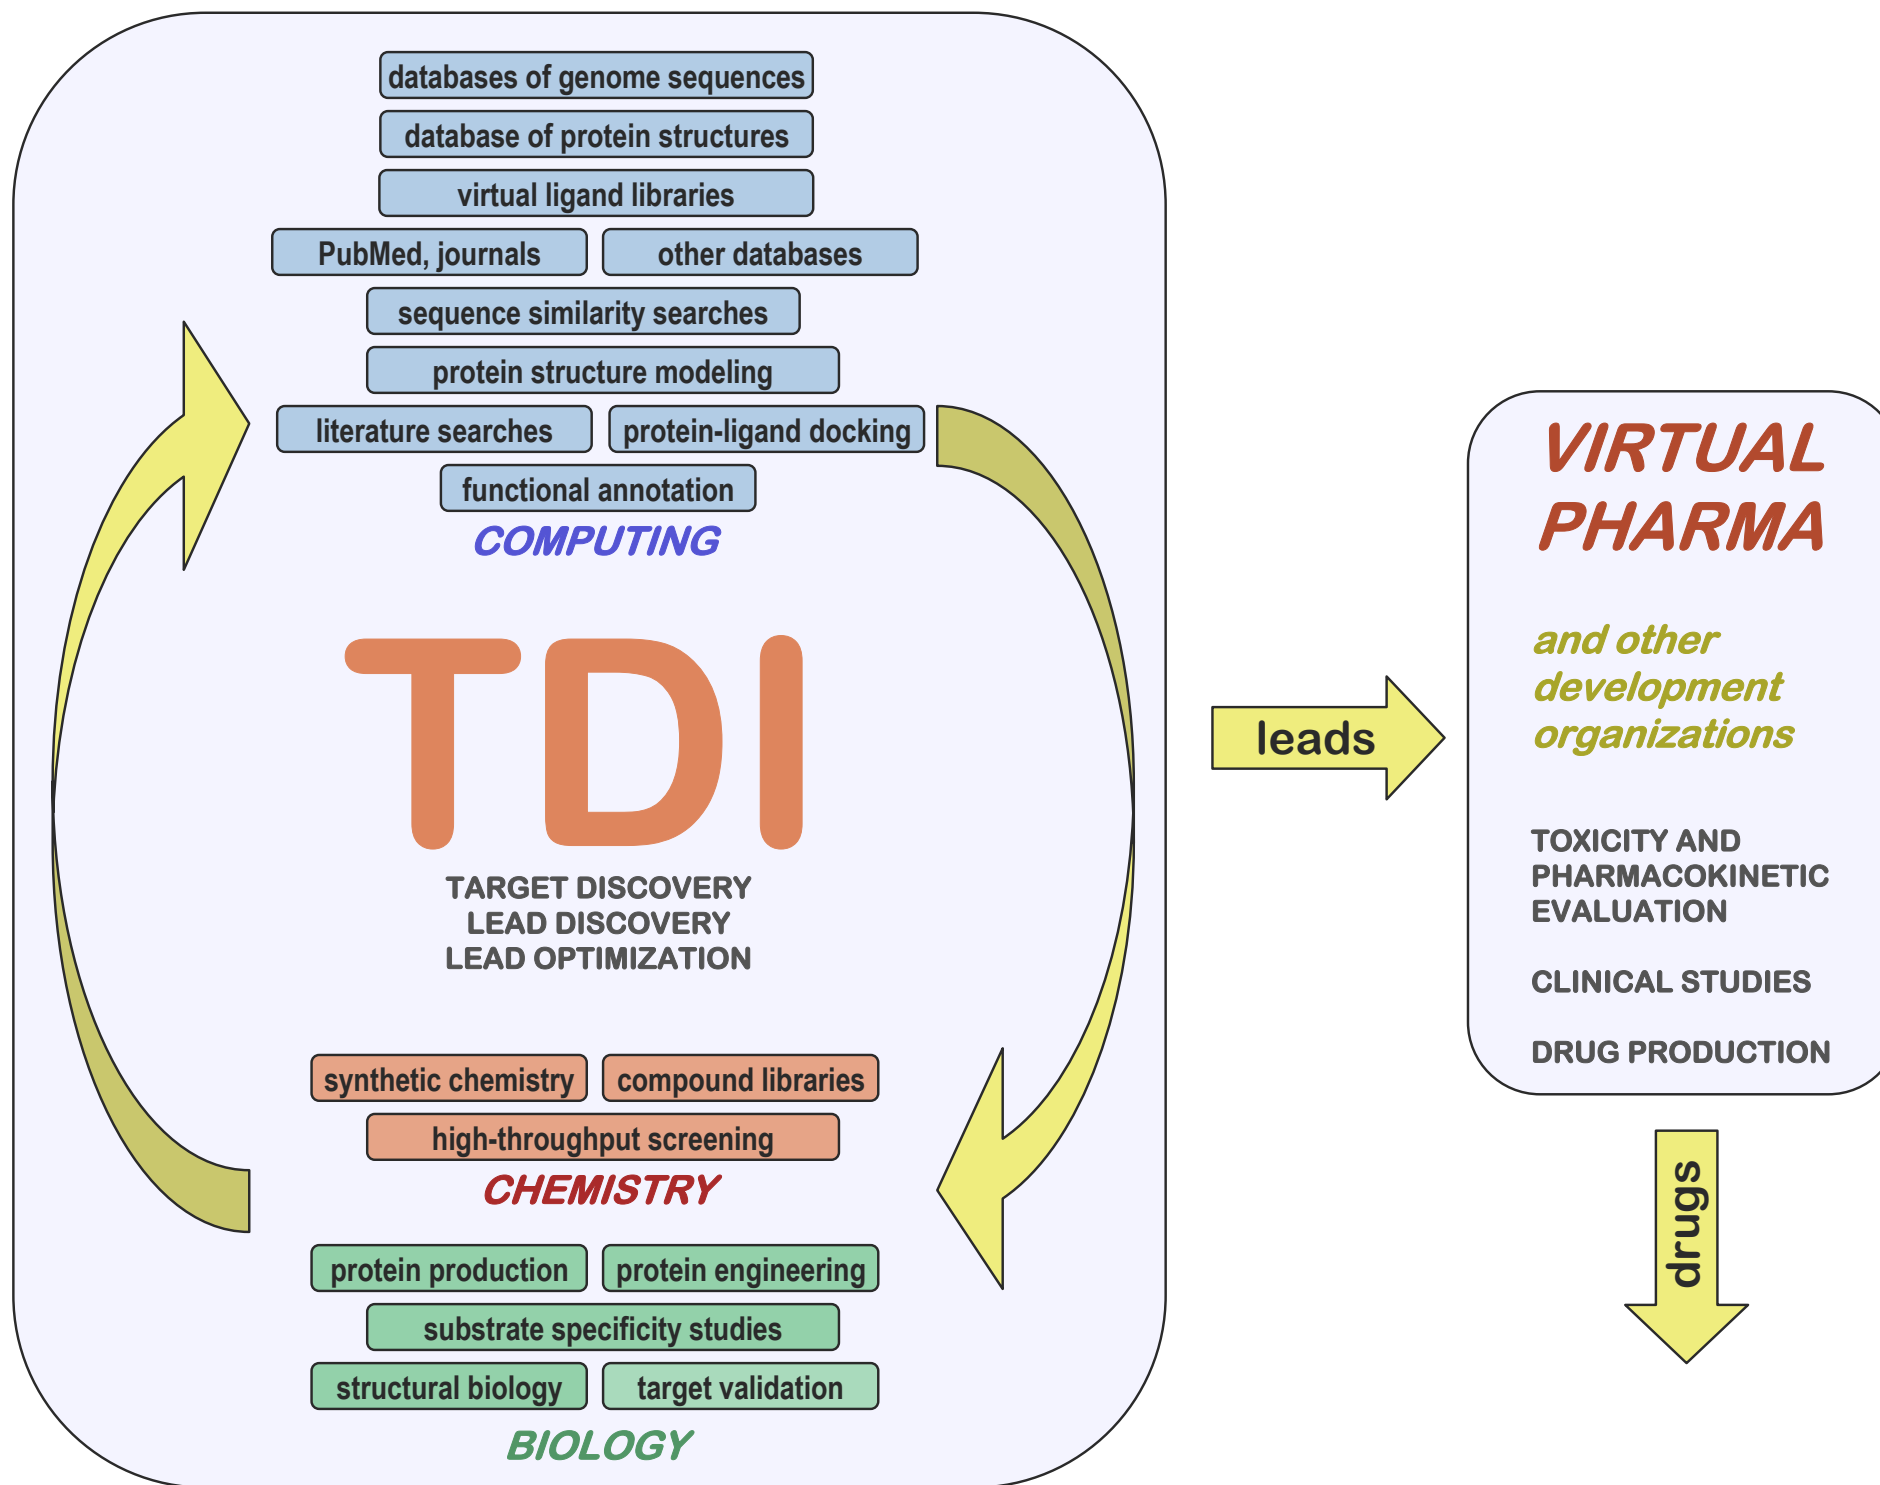 databases of genome sequences
database of protein structures
virtual ligand libraries
PubMed, journals
other databases
sequence similarity searches
protein structure modeling
literature searches
protein-ligand docking
functional annotation
COMPUTING
TDI
TARGET DISCOVERY
LEAD DISCOVERY
LEAD OPTIMIZATION
synthetic chemistry
compound libraries
high-throughput screening
CHEMISTRY
protein production
protein engineering
substrate specificity studies
structural biology
target validation
BIOLOGY
leads
VIRTUAL
PHARMA
and other
development
organizations
TOXICITY AND
PHARMACOKINETIC
EVALUATION
CLINICAL STUDIES
DRUG PRODUCTION
drugs